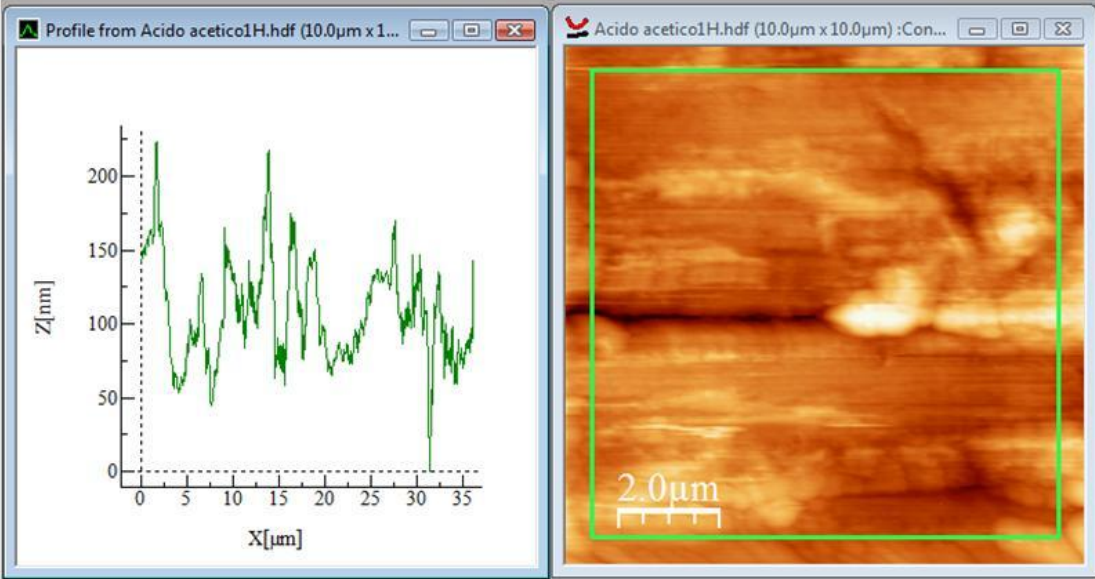 Profile from Acido acetico1H.hdf (10.0µm x 1...
Z[nm]
200
150
100
50
0
0 5 10 15 20 25 30 35
X[µm]
Acido acetico1H.hdf (10.0µm x 10.0µm) :Con...
2.0µm